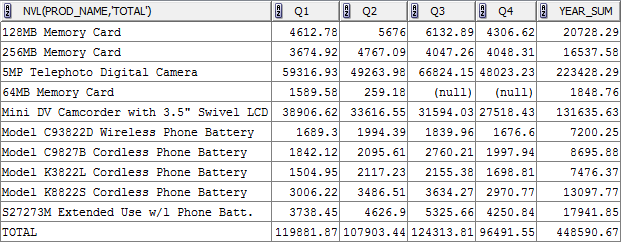 NVL(PROD_NAME,'TOTAL') Q1 Q2 Q3 Q4 YEAR_SUM
128MB Memory Card 4612.78 5676 6132.89 4306.62 20728.29
256MB Memory Card 3674.92 4767.09 4047.26 4048.31 16537.58
5MP Telephoto Digital Camera 59316.93 49263.98 66824.15 48023.23 223428.29
64MB Memory Card 1589.58 259.18 (null) (null) 1848.76
Mini DV Camcorder with 3.5" Swivel LCD 38906.62 33616.55 31594.03 27518.43 131635.63
Model C93822D Wireless Phone Battery 1689.3 1994.39 1839.96 1676.6 7200.25
Model C9827B Cordless Phone Battery 1842.12 2095.61 2760.21 1997.94 8695.88
Model K3822L Cordless Phone Battery 1504.95 2117.23 2155.38 1698.81 7476.37
Model K8822S Cordless Phone Battery 3006.22 3486.51 3634.27 2970.77 13097.77
S27273M Extended Use w/l Phone Batt. 3738.45 4626.9 5325.66 4250.84 17941.85
TOTAL 119881.87 107903.44 124313.81 96491.55 448590.67